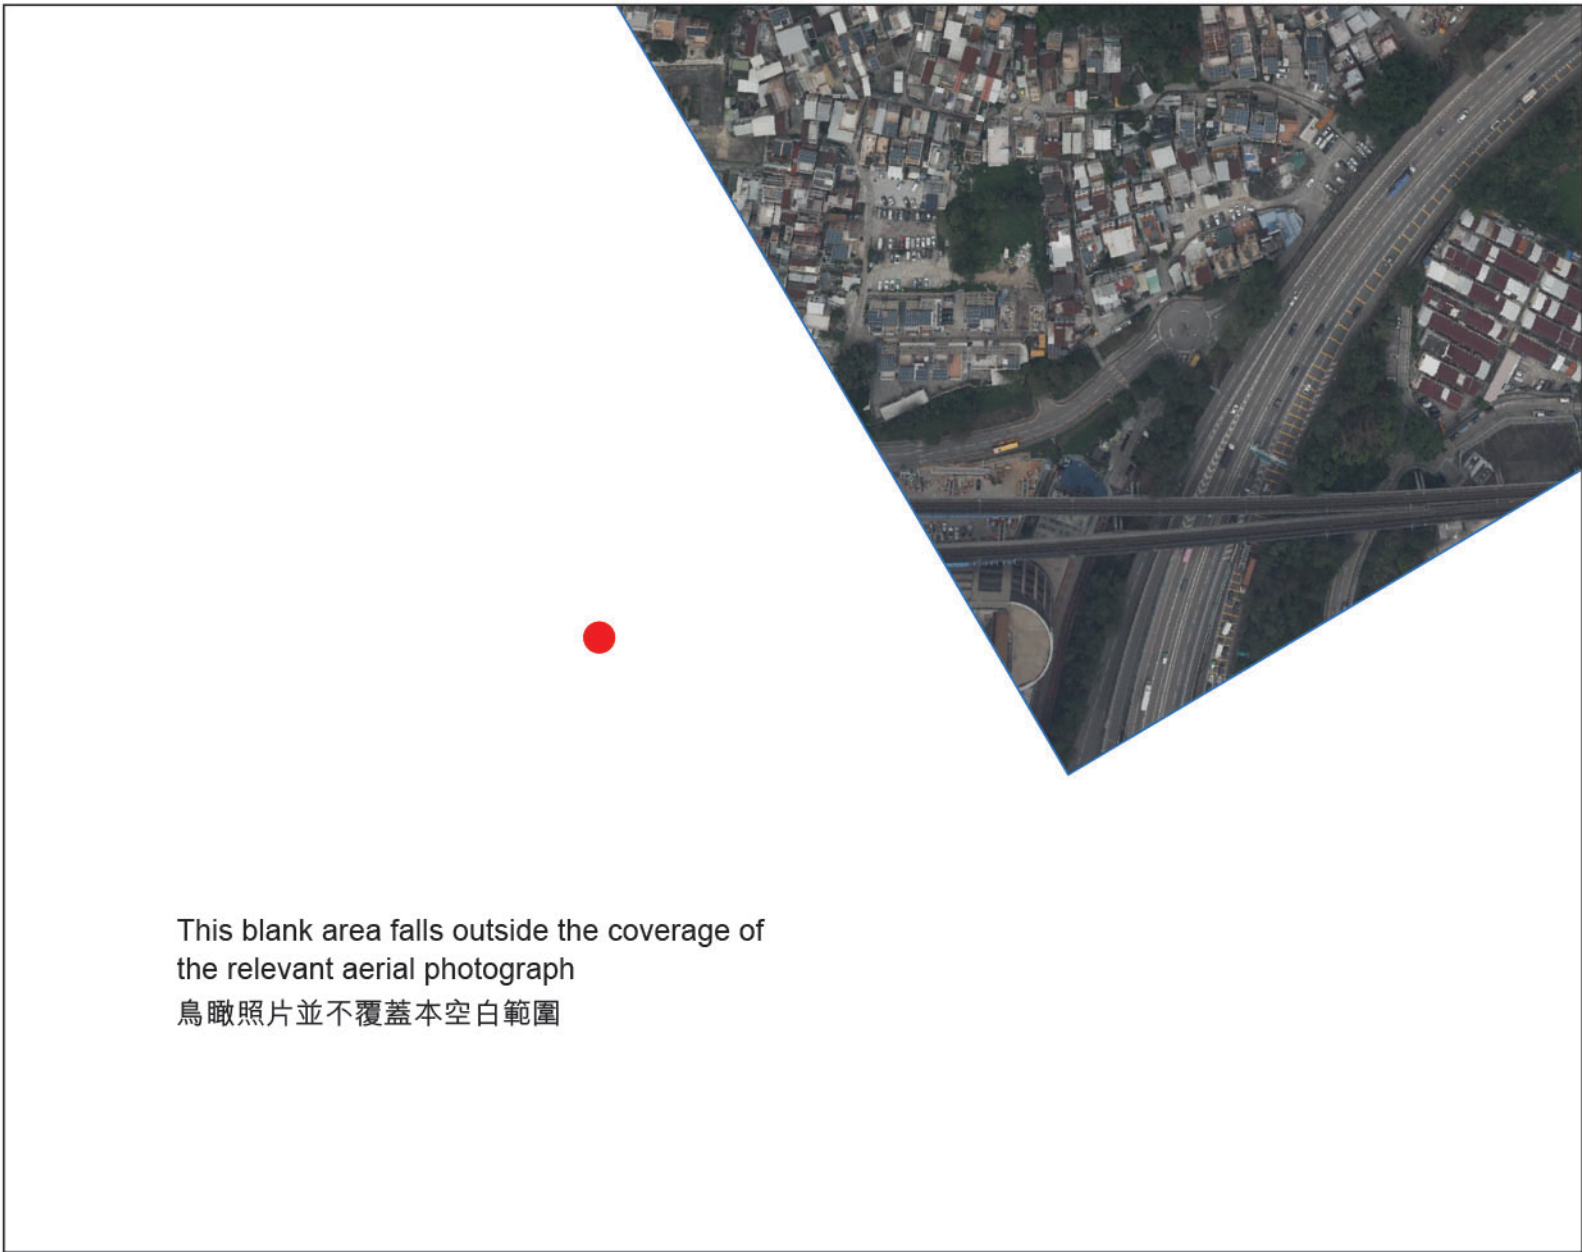 This blank area falls outside the coverage of
the relevant aerial photograph
鳥瞰照片並不覆蓋本空白範圍